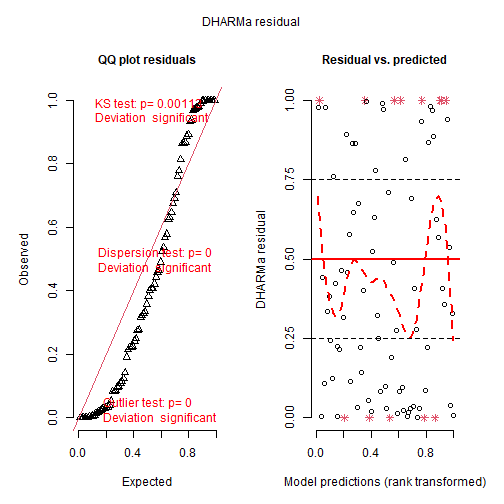 DHARMa residual
QQ plot residuals
KS test: p=
Deviation significant
Dispersion test: p= 0
Deviation significant
Outlier test: p= 0
Deviation significant
0.0
0.2
0.4
0.6
0.8
1.0
Observed
0.0
0.4
0.8
Expected
Residual vs. predicted
0.00
0.25
0.50
0.75
1.00
DHARMa residual
0.0
0.4
0.8
Model predictions (rank transformed)